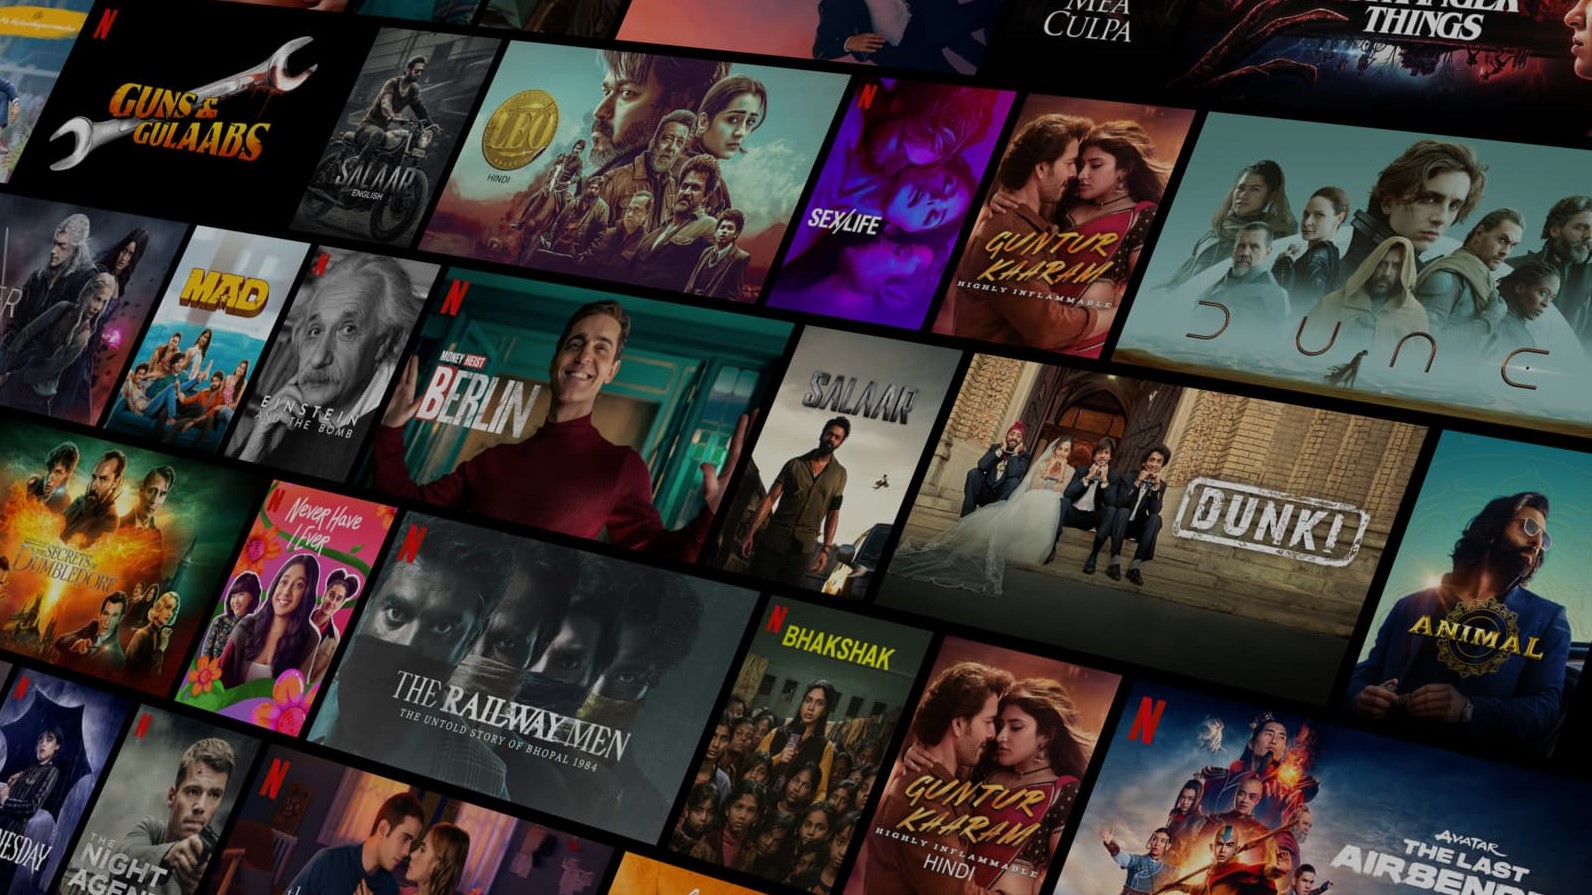 MEA
CULPA
STRANGER
THINGS
GUNS &
GULAABS
SALAAR
ENGLISH
LEO
HINDI
SEX/LIFE
GUNTUR
KAARAM
HIGHLY INFLAMMABLE
DUNE
MAD
EINSTEIN
AND THE BOMB
MONEY HEIST
BERLIN
SALAAR
DUNKI
ANIMAL
THE SECRETS OF
DUMBLEDORE
Never Have
I Ever
THE RAILWAY MEN
THE UNTOLD STORY OF BHOPAL 1984
BHAKSHAK
GUNTUR
KAARAM
HIGHLY INFLAMMABLE
HINDI
AVATAR
THE LAST
AIRBENDER
NESDAY
THE
NIGHT
AGENT